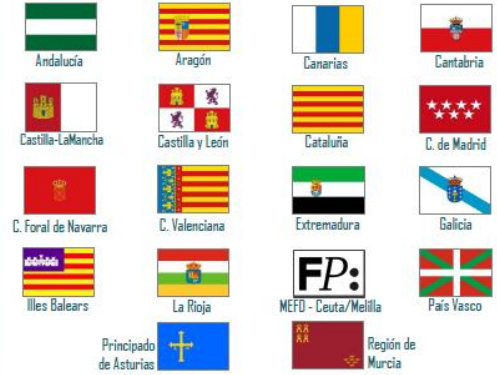 Andalucía
Aragón
Canarias
Cantabria
Castilla-LaMancha
Castilla y León
Cataluña
C. de Madrid
C. Foral de Navarra
C. Valenciana
Extremadura
Galicia
Illes Balears
La Rioja
FP:
MEFD - Ceuta/Melilla
País Vasco
Principado
de Asturias
Región de
Murcia